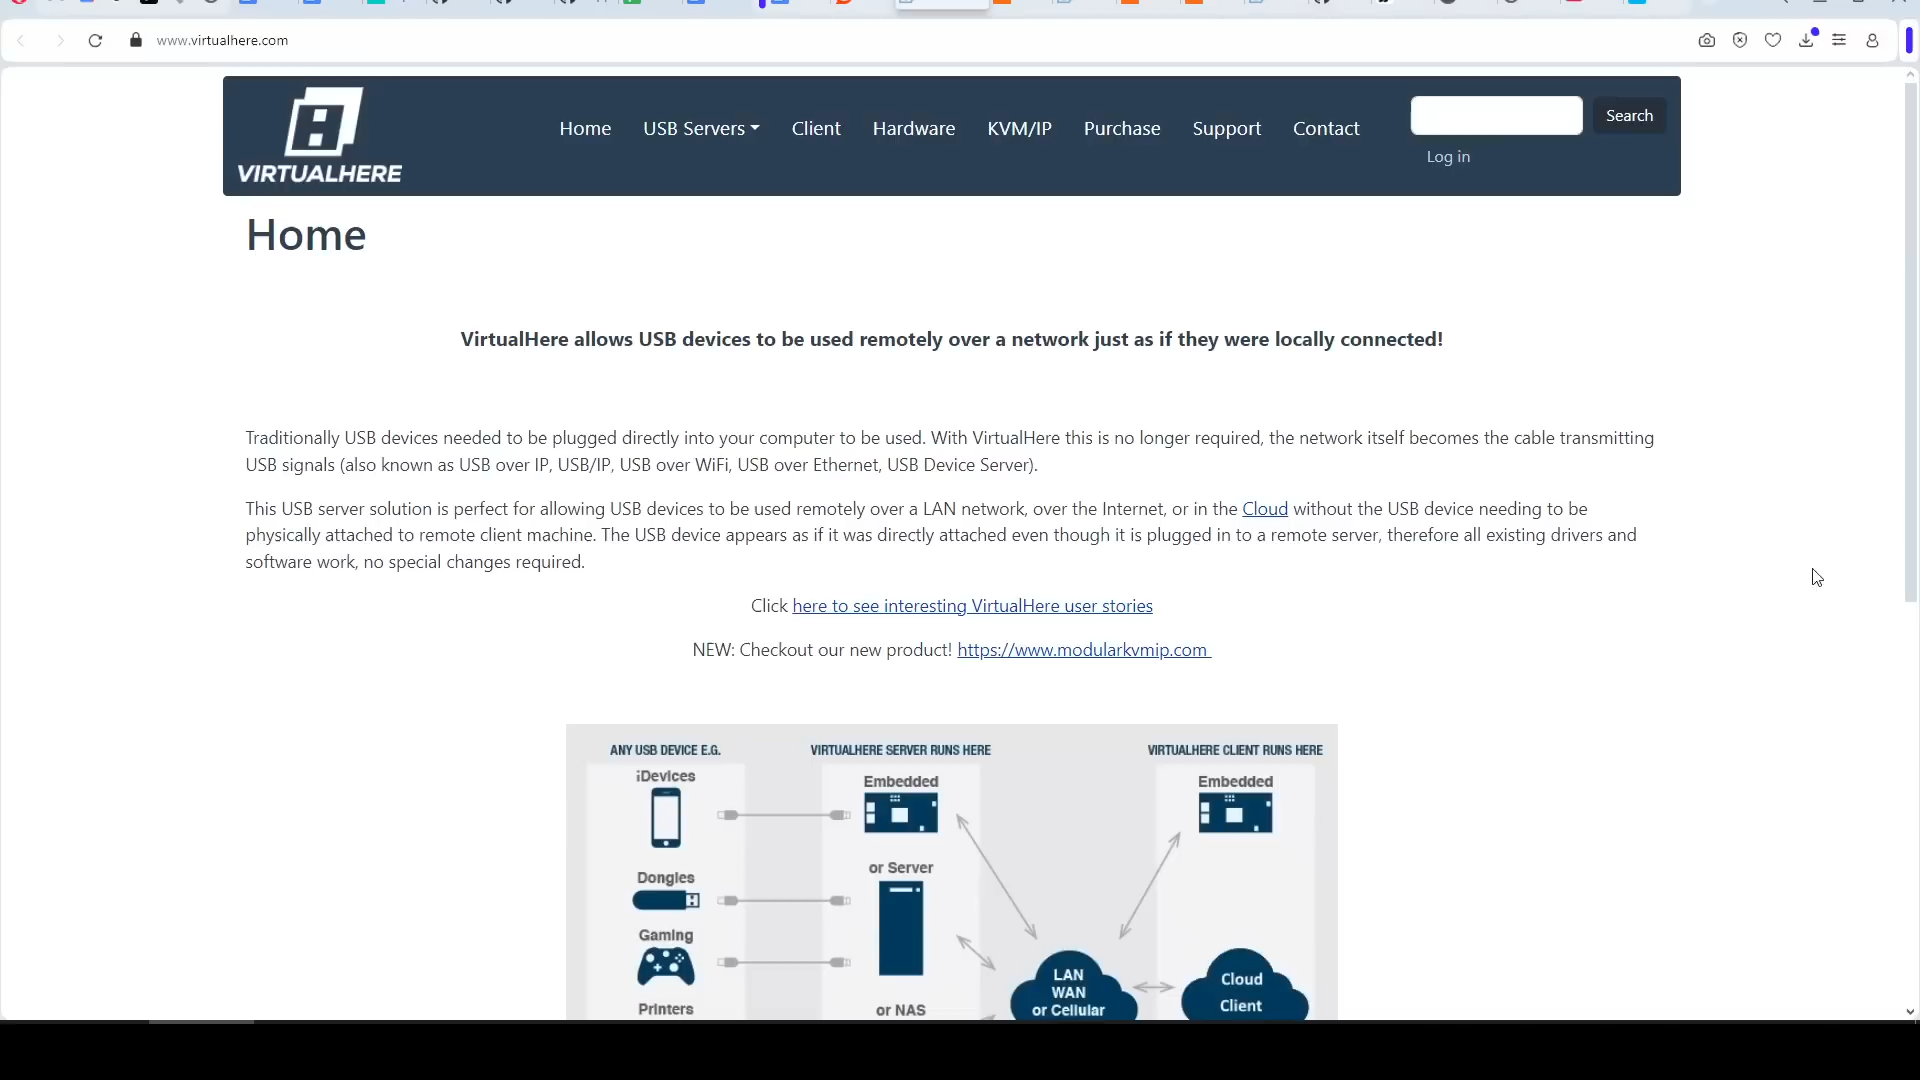 www.virtualhere.com
VIRTUALHERE
Home
USB Servers
Client
Hardware
KVM/IP
Purchase
Support
Contact
Search
Log in
Home
VirtualHere allows USB devices to be used remotely over a network just as if they were locally connected!
Traditionally USB devices needed to be plugged directly into your computer to be used. With VirtualHere this is no longer required, the network itself becomes the cable transmitting
USB signals (also known as USB over IP, USB/IP, USB over WiFi, USB over Ethernet, USB Device Server).
This USB server solution is perfect for allowing USB devices to be used remotely over a LAN network, over the Internet, or in the Cloud without the USB device needing to be
physically attached to remote client machine. The USB device appears as if it was directly attached even though it is plugged in to a remote server, therefore all existing drivers and
software work, no special changes required.
Click here to see interesting VirtualHere user stories
NEW: Checkout our new product! https://www.modularkvmip.com
ANY USB DEVICE E.G.
VIRTUALHERE SERVER RUNS HERE
VIRTUALHERE CLIENT RUNS HERE
iDevices
Embedded
Embedded
or Server
Dongles
Gaming
LAN
WAN
or Cellular
Cloud
Client
Printers
or NAS